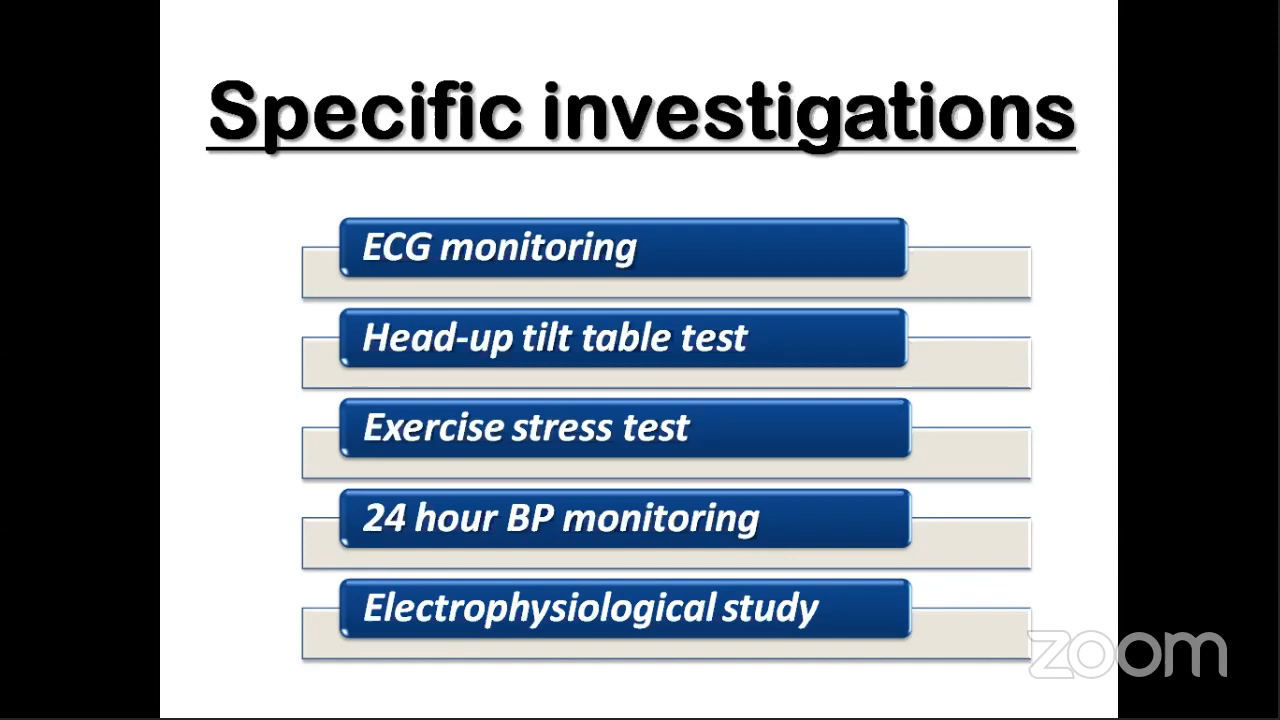 Specific investigations
ECG monitoring
Head-up tilt table test
Exercise stress test
24 hour BP monitoring
Electrophysiological study
zoom